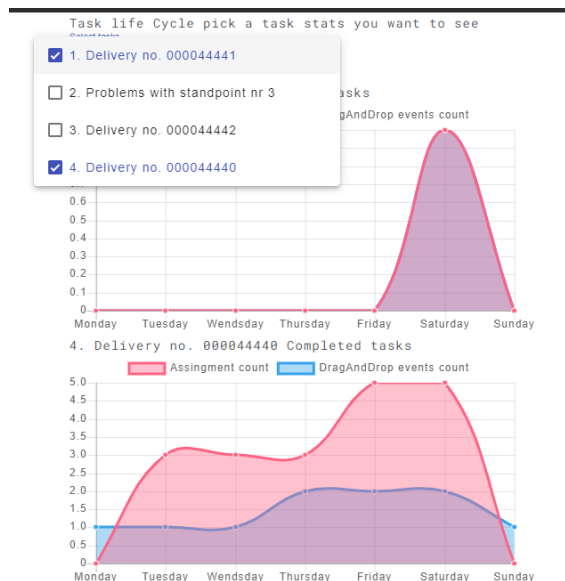 Task life Cycle pick a task stats you want to see
Select tasks
1. Delivery no. 000044441
2. Problems with standpoint nr 3
3. Delivery no. 000044442
4. Delivery no. 000044440
asks
gAndDrop events count
0.6
0.5
0.4
0.3
0.2
0.1
0
Monday Tuesday Wendsday Thursday Friday Saturday Sunday
4. Delivery no. 000044440 Completed tasks
Assingment count DragAndDrop events count
5.0
4.5
4.0
3.5
3.0
2.5
2.0
1.5
1.0
0.5
0
Monday Tuesday Wendsday Thursday Friday Saturday Sunday